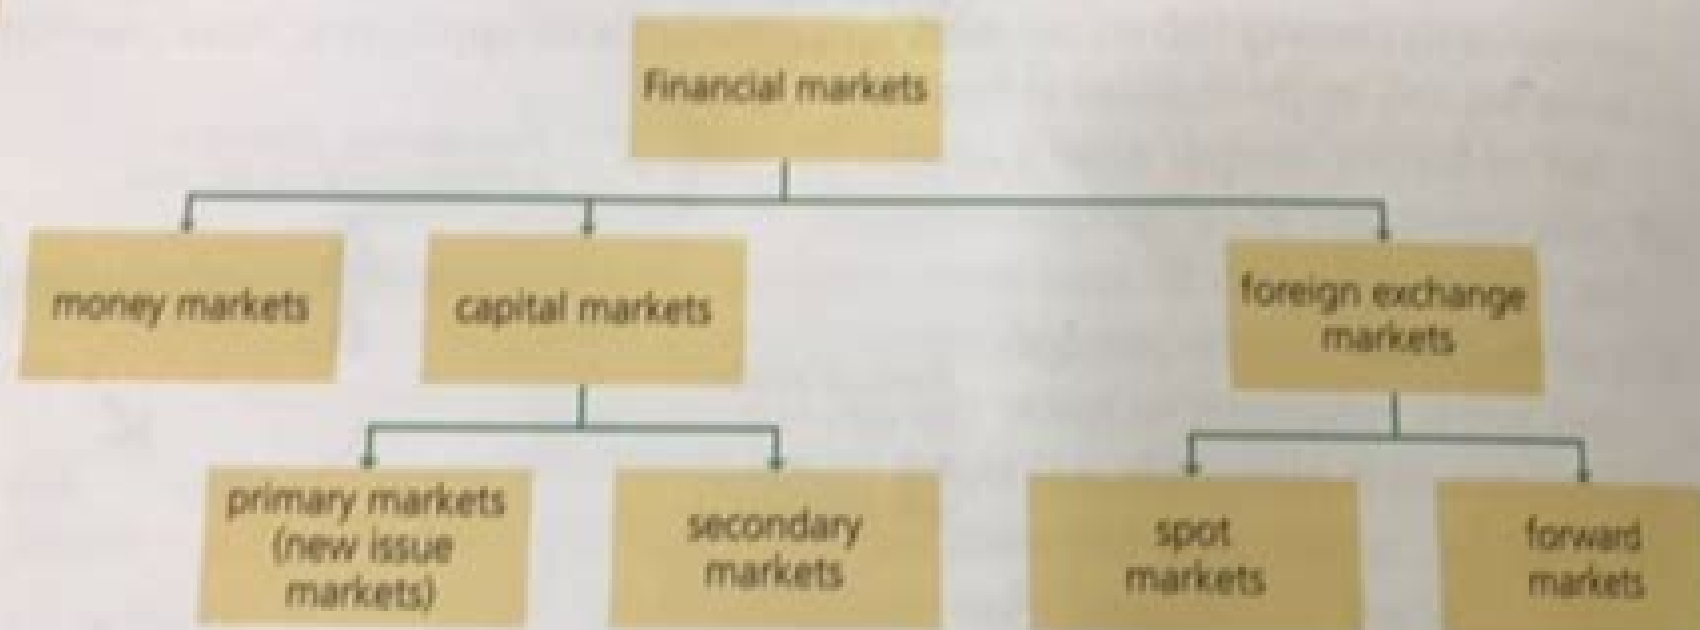 Financial markets
money markets
capital markets
foreign exchange
markets
primary markets
(new issue
markets)
secondary
markets
spot
markets
forward
markets